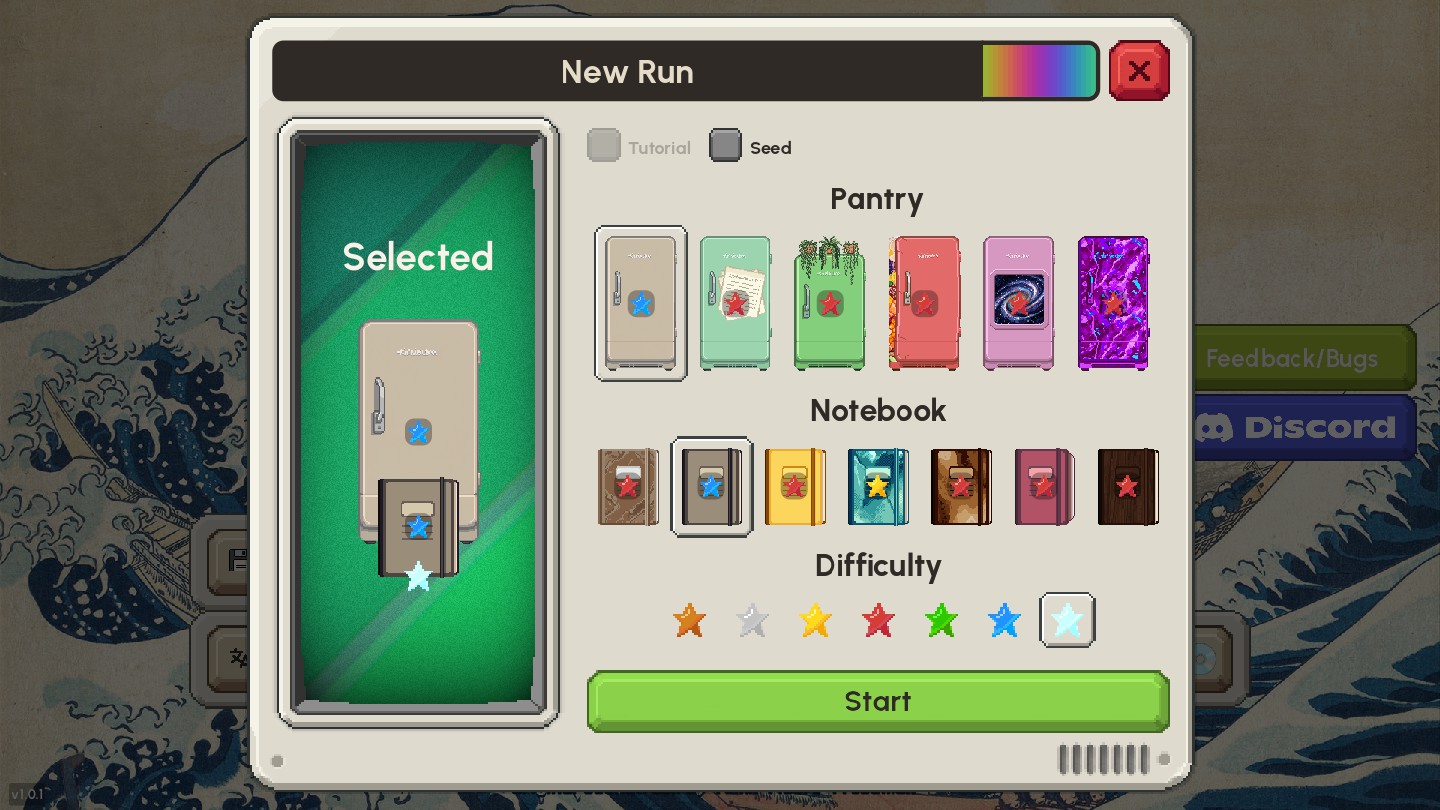 New Run
Tutorial
Seed
Pantry
Selected
Feedback/Bugs
Notebook
Discord
Difficulty
Start
v1.0.1